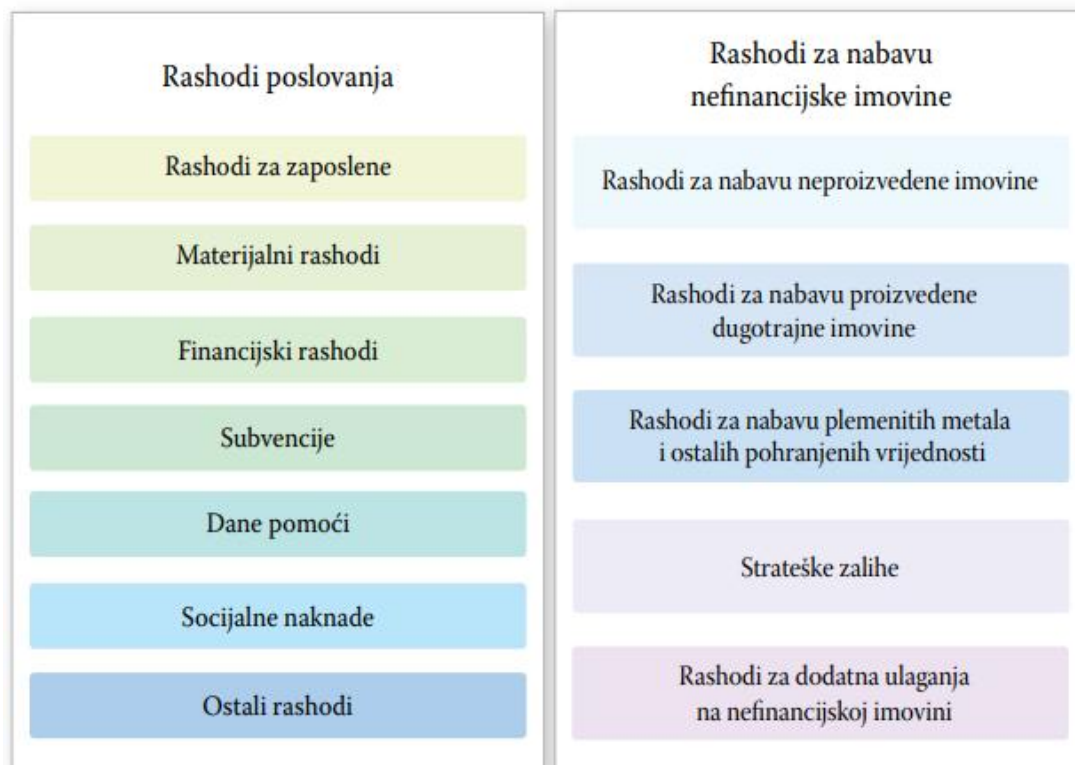 Rashodi poslovanja
Rashodi za zaposlene
Materijalni rashodi
Financijski rashodi
Subvencije
Dane pomoći
Socijalne naknade
Ostali rashodi
Rashodi za nabavu
nefinancijske imovine
Rashodi za nabavu neproizvedene imovine
Rashodi za nabavu proizvedene
dugotrajne imovine
Rashodi za nabavu plemenitih metala
i ostalih pohranjenih vrijednosti
Strateške zalihe
Rashodi za dodatna ulaganja
na nefinancijskoj imovini